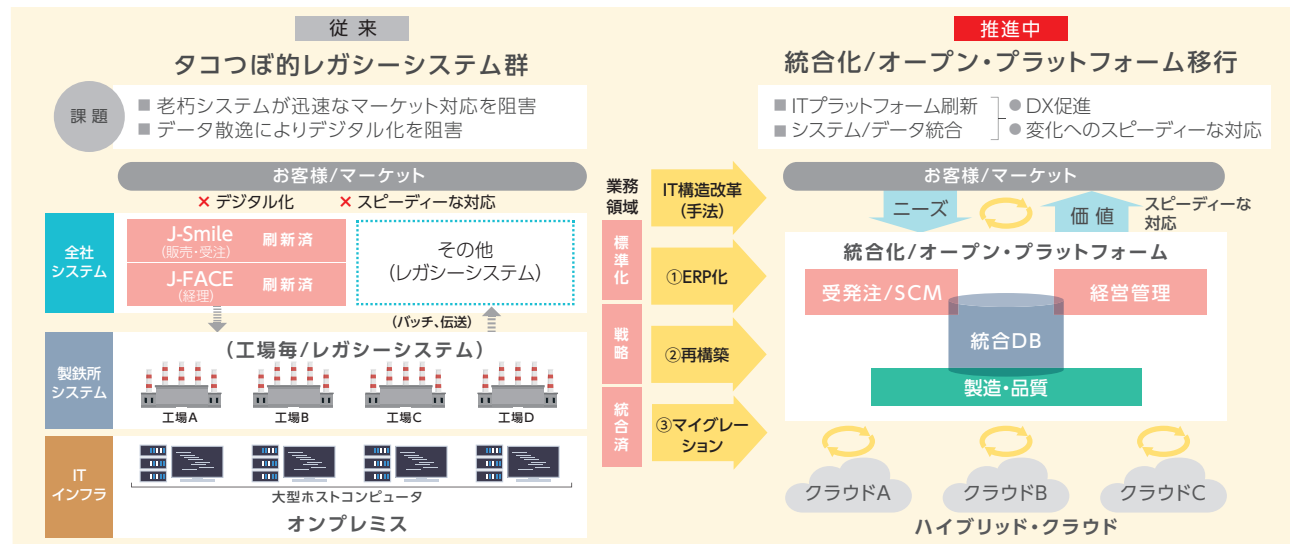 従 来
タコつぼ的レガシーシステム群
課 題
■ 老朽システムが迅速なマーケット対応を阻害
■ データ散逸によりデジタル化を阻害
お客様/マーケット
× デジタル化
× スピーディーな対応
全社
システム
J-Smile
(販売・受注)
刷新済
J-FACE
(経理)
刷新済
その他
(レガシーシステム)
(バッチ、伝送)
製鉄所
システム
(工場毎/レガシーシステム)
工場A
工場B
工場C
工場D
IT
インフラ
大型ホストコンピュータ
オンプレミス
業務
領域
標準化
戦略
統合済
IT構造改革
(手法)
①ERP化
②再構築
③マイグレー
ション
推進中
統合化/オープン・プラットフォーム移行
■ ITプラットフォーム刷新
■ システム/データ統合
● DX促進
● 変化へのスピーディーな対応
お客様/マーケット
ニーズ
価 値
スピーディーな
対応
統合化/オープン・プラットフォーム
受発注/SCM
経営管理
統合DB
製造・品質
クラウドA
クラウドB
クラウドC
ハイブリッド・クラウド